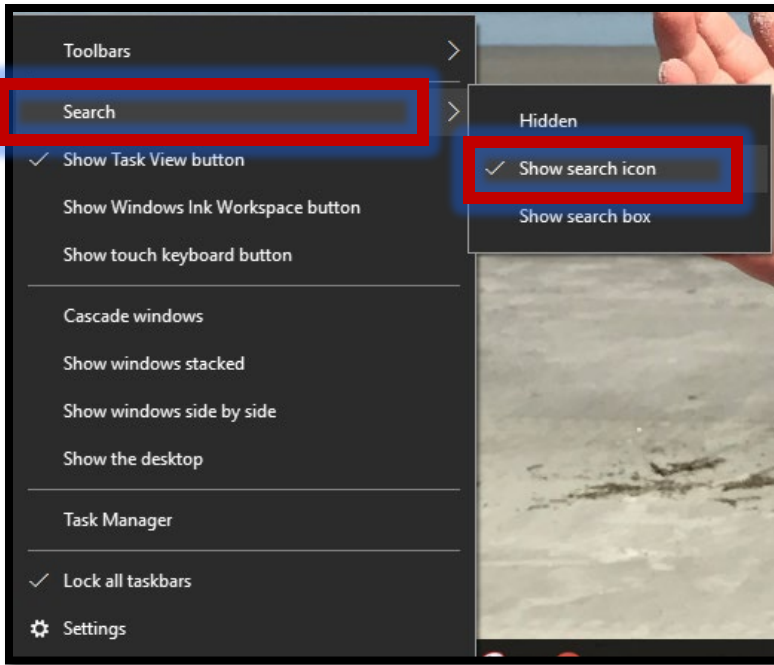 Toolbars
Search
Show Task View button
Show Windows Ink Workspace button
Show touch keyboard button
Cascade windows
Show windows stacked
Show windows side by side
Show the desktop
Task Manager
Lock all taskbars
Settings
Hidden
Show search icon
Show search box